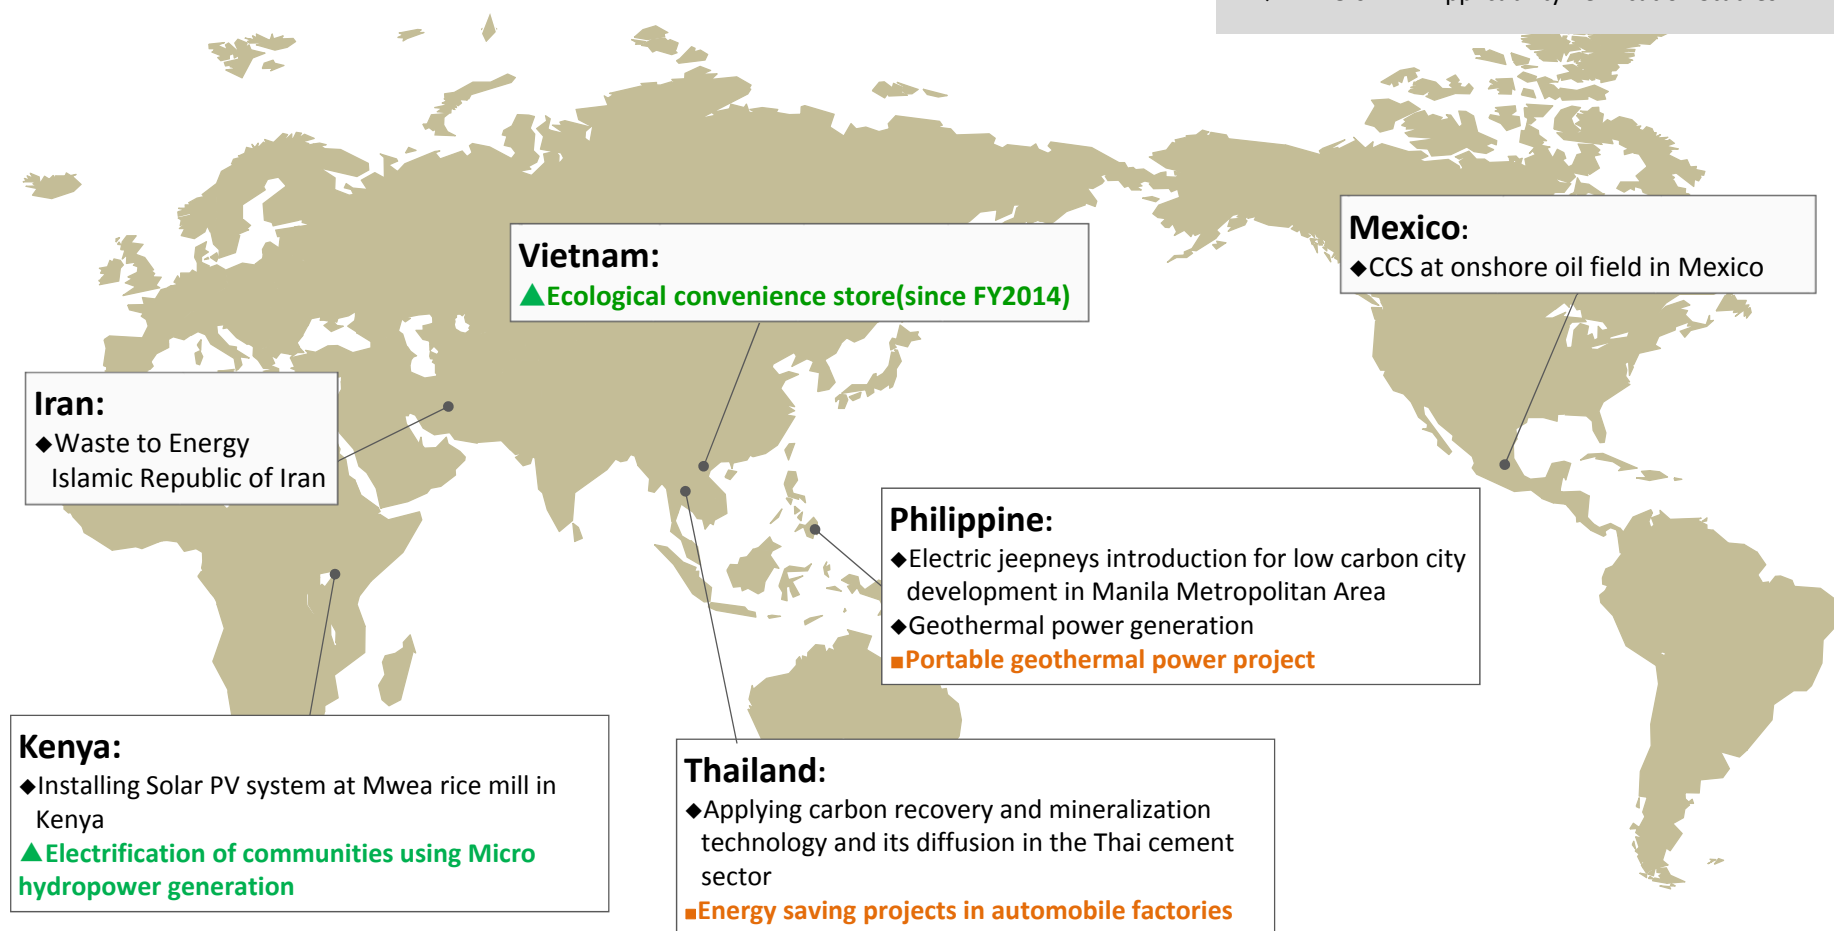 Vietnam:
▲Ecological convenience store(since FY2014)
Mexico:
◆CCS at onshore oil field in Mexico
Iran:
◆Waste to Energy
Islamic Republic of Iran
Philippine:
◆Electric jeepneys introduction for low carbon city
development in Manila Metropolitan Area
◆Geothermal power generation
■Portable geothermal power project
Kenya:
◆Installing Solar PV system at Mwea rice mill in
Kenya
▲Electrification of communities using Micro
hydropower generation
Thailand:
◆Applying carbon recovery and mineralization
technology and its diffusion in the Thai cement
sector
■Energy saving projects in automobile factories